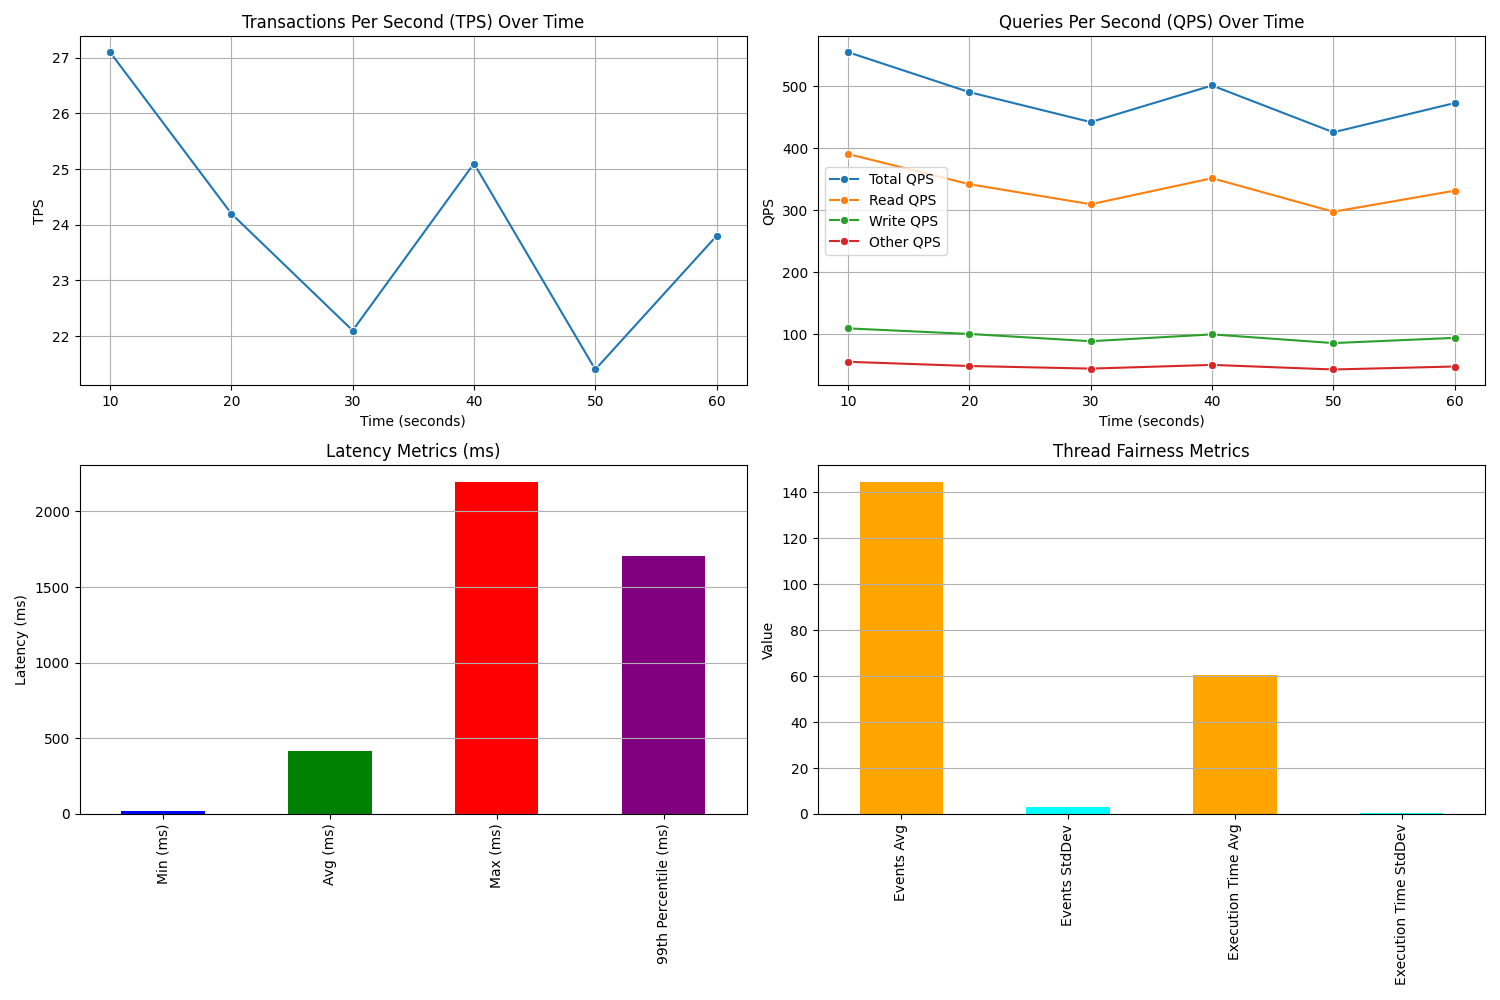 Transactions Per Second (TPS) Over Time
TPS
27
26
25
24
23
22
10 20 30 40 50 60
Time (seconds)
Queries Per Second (QPS) Over Time
QPS
500
400
300
200
100
Total QPS
Read QPS
Write QPS
Other QPS
10 20 30 40 50 60
Time (seconds)
Latency Metrics (ms)
Latency (ms)
2000
1500
1000
500
0
Min (ms)
Avg (ms)
Max (ms)
99th Percentile (ms)
Thread Fairness Metrics
Value
140
120
100
80
60
40
20
0
Events Avg
Events StdDev
Execution Time Avg
Execution Time StdDev